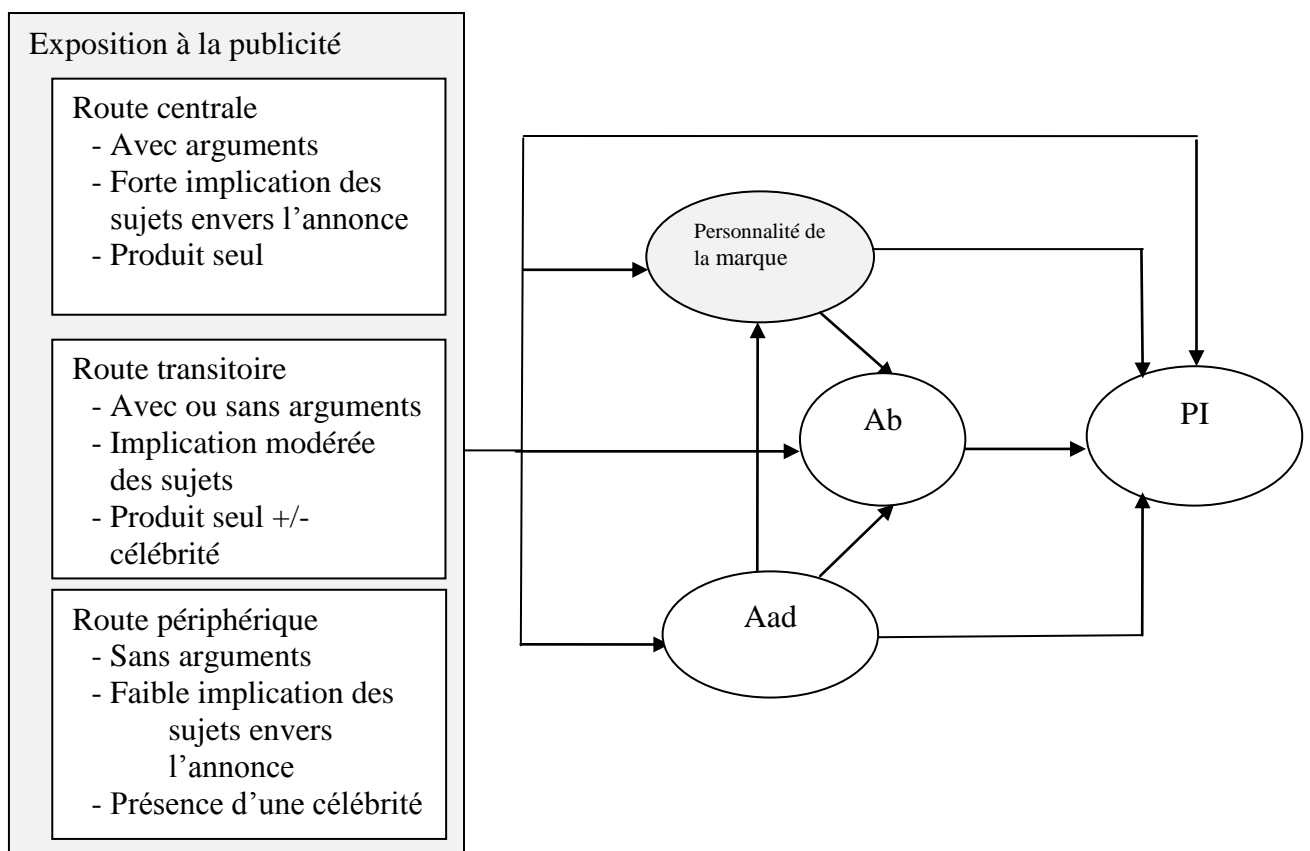 Exposition à la publicité
Route centrale
- Avec arguments
- Forte implication des
sujets envers l’annonce
- Produit seul
Route transitoire
- Avec ou sans arguments
- Implication modérée
des sujets
- Produit seul +/-
célébrité
Route périphérique
- Sans arguments
- Faible implication des
sujets envers
l’annonce
- Présence d’une célébrité
Personnalité de
la marque
Ab
PI
Aad